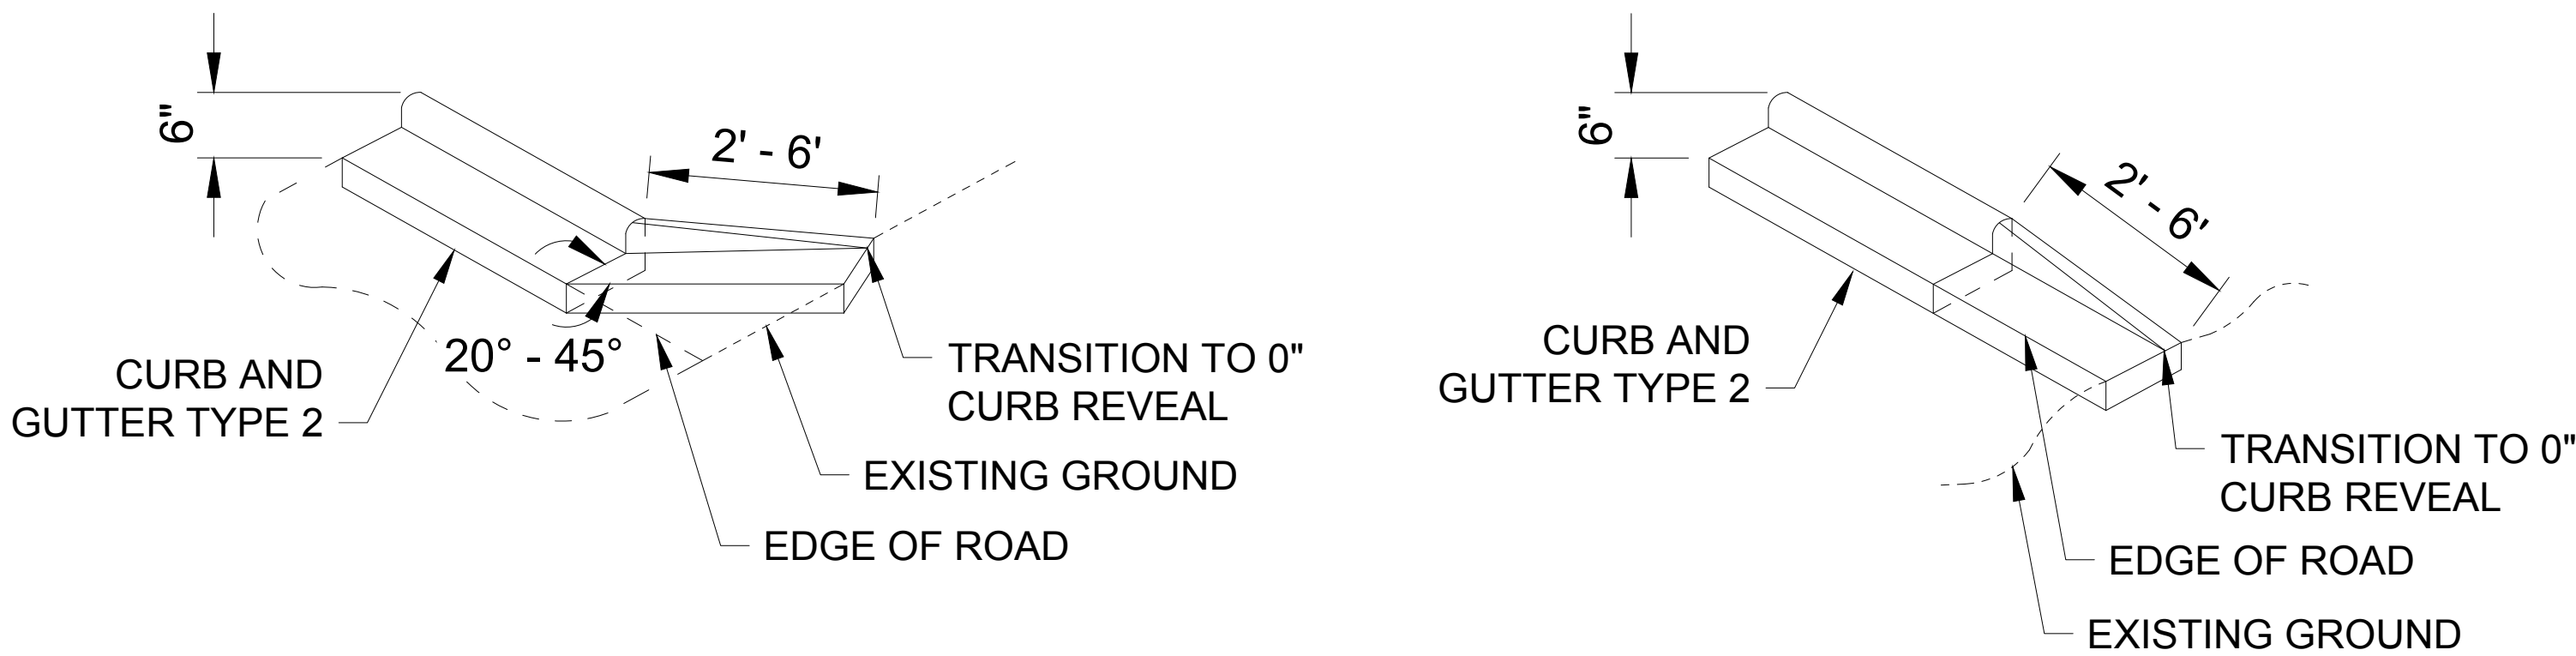 6"
2' - 6'
20° - 45°
CURB AND
GUTTER TYPE 2
TRANSITION TO 0"
CURB REVEAL
EXISTING GROUND
EDGE OF ROAD
6"
2' - 6'
CURB AND
GUTTER TYPE 2
TRANSITION TO 0"
CURB REVEAL
EDGE OF ROAD
EXISTING GROUND